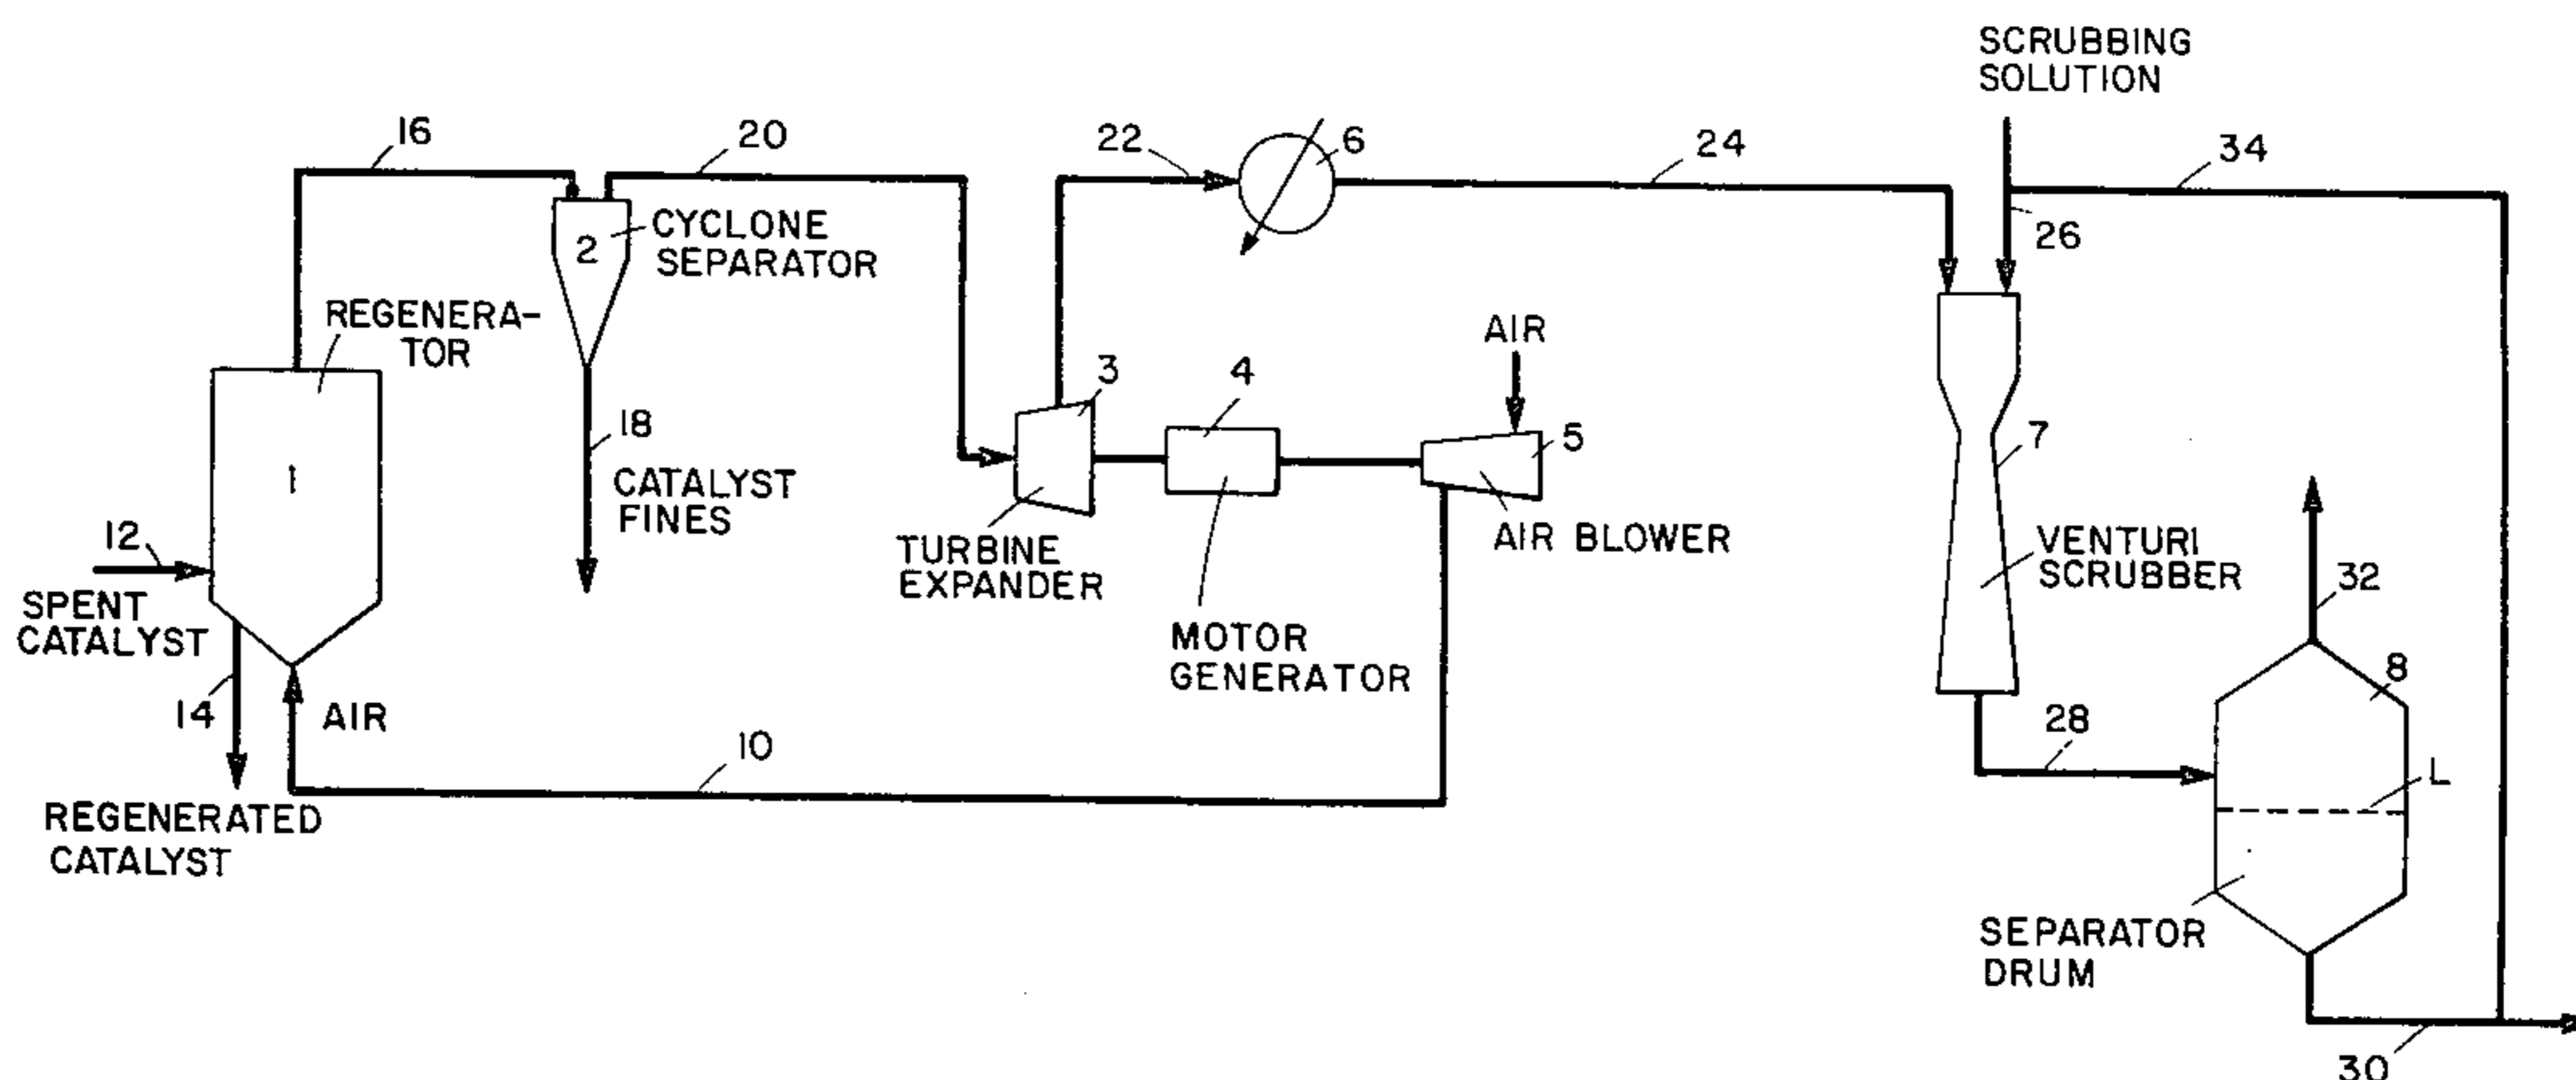 SCRUBBING
SOLUTION
16
20
22
6
24
34
26
2
CYCLONE
SEPARATOR
REGENERA-
TOR
AIR
3
4
5
7
18
1
CATALYST
FINES
12
TURBINE
EXPANDER
AIR BLOWER
VENTURI
SCRUBBER
32
SPENT
CATALYST
MOTOR
GENERATOR
8
14
AIR
10
28
L
REGENERATED
CATALYST
SEPARATOR
DRUM
30